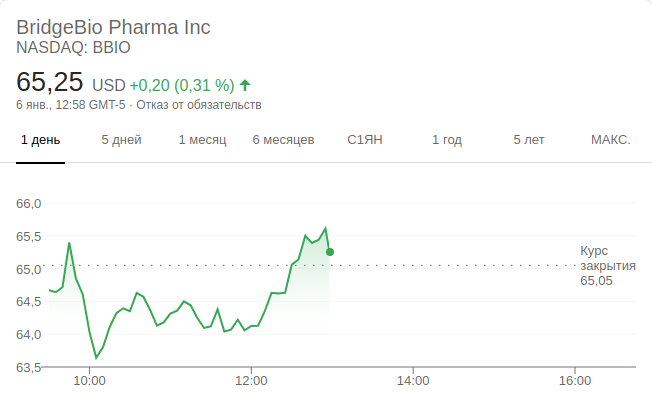 BridgeBio Pharma Inc
NASDAQ: BBIO
65,25 USD +0,20 (0,31 %)
6 янв., 12:58 GMT-5 · Отказ от обязательств
1 день 5 дней 1 месяц 6 месяцев С1ЯН 1 год 5 лет МАКС.
66,0
65,5
65,0
64,5
64,0
63,5
Курс
закрытия
65,05
10:00 12:00 14:00 16:00